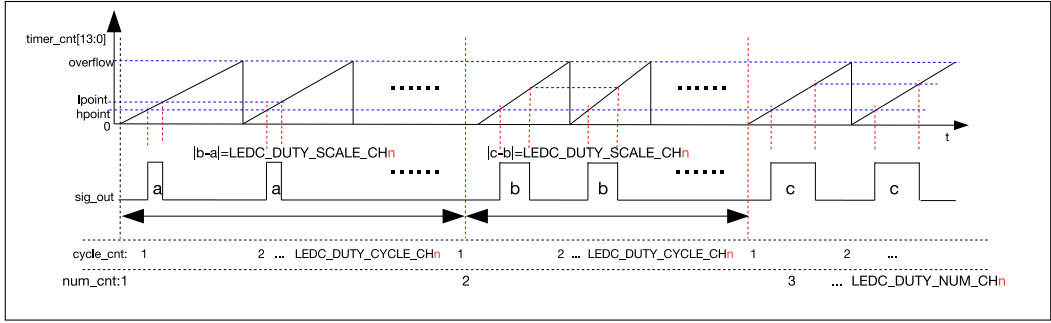 timer_cnt[13:0]
overflow
lpoint
hpoint
0
t
|b-a|=LEDC_DUTY_SCALE_CHn
|c-b|=LEDC_DUTY_SCALE_CHn
sig_out a a b b c c
cycle_cnt: 1 2 ... LEDC_DUTY_CYCLE_CHn 1 2 ... LEDC_DUTY_CYCLE_CHn 1 2 ...
num_cnt:1 2 3 ... LEDC_DUTY_NUM_CHn